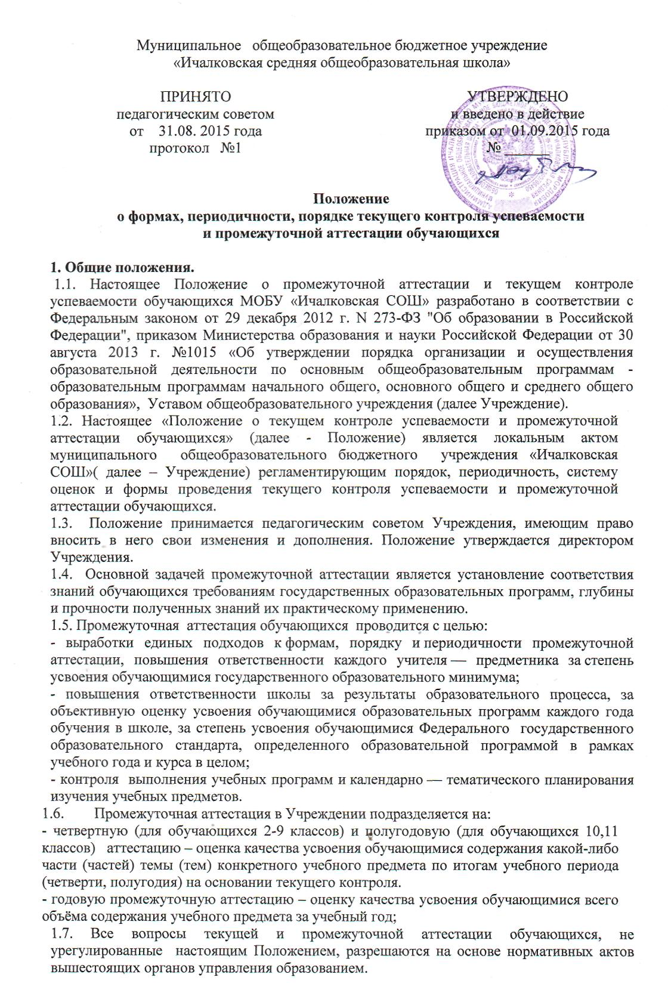 Муниципальное общеобразовательное бюджетное учреждение
«Ичалковская средняя общеобразовательная школа»
ПРИНЯТО
педагогическим советом
от 31.08. 2015 года
протокол №1
УТВЕРЖДЕНО
и введено в действие
приказом от 01.09.2015 года
№ ______
Положение
о формах, периодичности, порядке текущего контроля успеваемости
и промежуточной аттестации обучающихся
1. Общие положения.
1.1. Настоящее Положение о промежуточной аттестации и текущем контроле
успеваемости обучающихся МОБУ «Ичалковская СОШ» разработано в соответствии с
Федеральным законом от 29 декабря 2012 г. N 273-ФЗ "Об образовании в Российской
Федерации", приказом Министерства образования и науки Российской Федерации от 30
августа 2013 г. №1015 «Об утверждении порядка организации и осуществления
образовательной деятельности по основным общеобразовательным программам -
образовательным программам начального общего, основного общего и среднего общего
образования», Уставом общеобразовательного учреждения (далее Учреждение).
1.2. Настоящее «Положение о текущем контроле успеваемости и промежуточной
аттестации обучающихся» (далее - Положение) является локальным актом
муниципального общеобразовательного бюджетного учреждения «Ичалковская
СОШ»( далее – Учреждение) регламентирующим порядок, периодичность, систему
оценок и формы проведения текущего контроля успеваемости и промежуточной
аттестации обучающихся.
1.3. Положение принимается педагогическим советом Учреждения, имеющим право
вносить в него свои изменения и дополнения. Положение утверждается директором
Учреждения.
1.4. Основной задачей промежуточной аттестации является установление соответствия
знаний обучающихся требованиям государственных образовательных программ, глубины
и прочности полученных знаний их практическому применению.
1.5. Промежуточная аттестация обучающихся проводится с целью:
- выработки единых подходов к формам, порядку и периодичности промежуточной
аттестации, повышения ответственности каждого учителя — предметника за степень
усвоения обучающимися государственного образовательного минимума;
- повышения ответственности школы за результаты образовательного процесса, за
объективную оценку усвоения обучающимися образовательных программ каждого года
обучения в школе, за степень усвоения обучающимися Федерального государственного
образовательного стандарта, определенного образовательной программой в рамках
учебного года и курса в целом;
- контроля выполнения учебных программ и календарно — тематического планирования
изучения учебных предметов.
1.6. Промежуточная аттестация в Учреждении подразделяется на:
- четвертную (для обучающихся 2-9 классов) и полугодовую (для обучающихся 10,11
классов) аттестацию – оценка качества усвоения обучающимися содержания какой-либо
части (частей) темы (тем) конкретного учебного предмета по итогам учебного периода
(четверти, полугодия) на основании текущего контроля.
- годовую промежуточную аттестацию – оценку качества усвоения обучающимися всего
объёма содержания учебного предмета за учебный год;
1.7. Все вопросы текущей и промежуточной аттестации обучающихся, не
урегулированные настоящим Положением, разрешаются на основе нормативных актов
вышестоящих органов управления образованием.